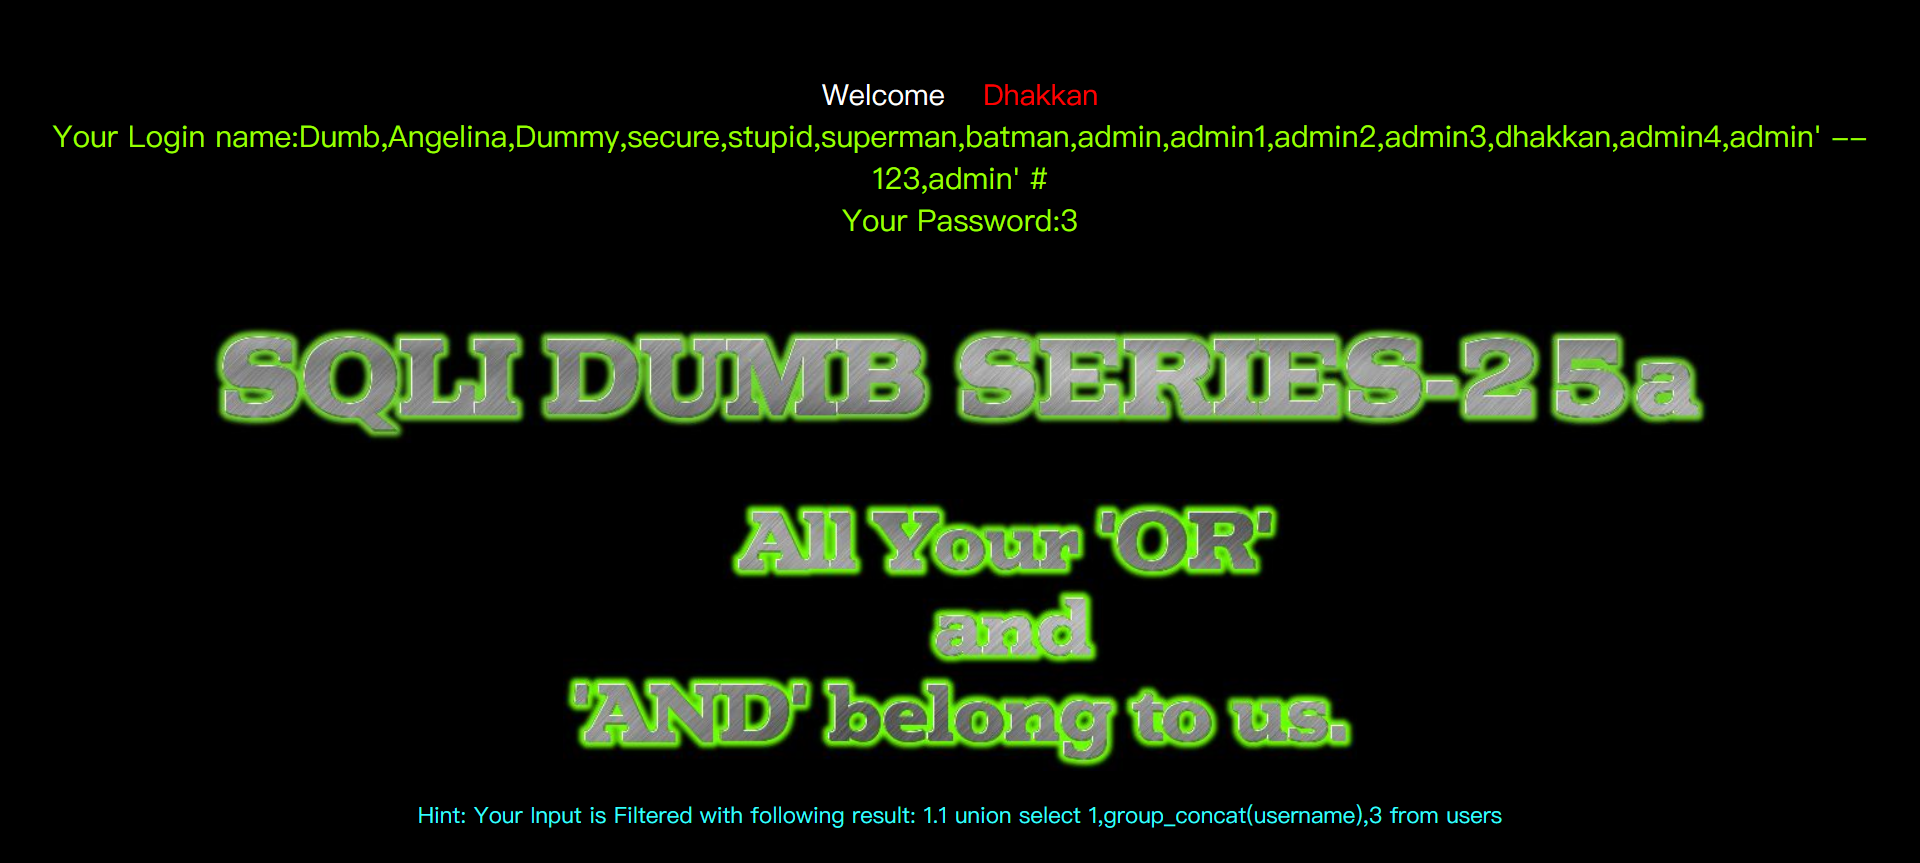 Welcome Dhakkan
Your Login name:Dumb,Angelina,Dummy,secure,stupid,superman,batman,admin,admin1,admin2,admin3,dhakkan,admin4,admin' --
123,admin' #
Your Password:3
SQLI DUMB SERIES-25a
All Your 'OR'
and
'AND' belong to us.
Hint: Your Input is Filtered with following result: 1.1 union select 1,group_concat(username),3 from users